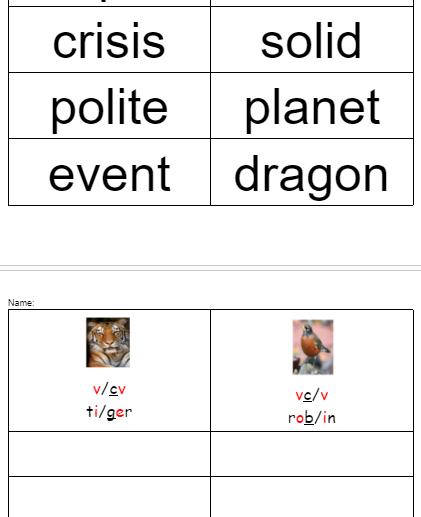 crisis solid
polite planet
event dragon
Name:
v/cv vc/v
ti/ger rob/in